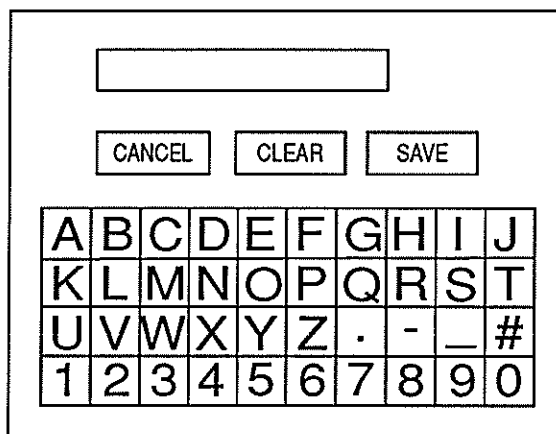 CANCEL CLEAR SAVE
A B C D E F G H I J
K L M N O P Q R S T
U V W X Y Z . - _ #
1 2 3 4 5 6 7 8 9 0